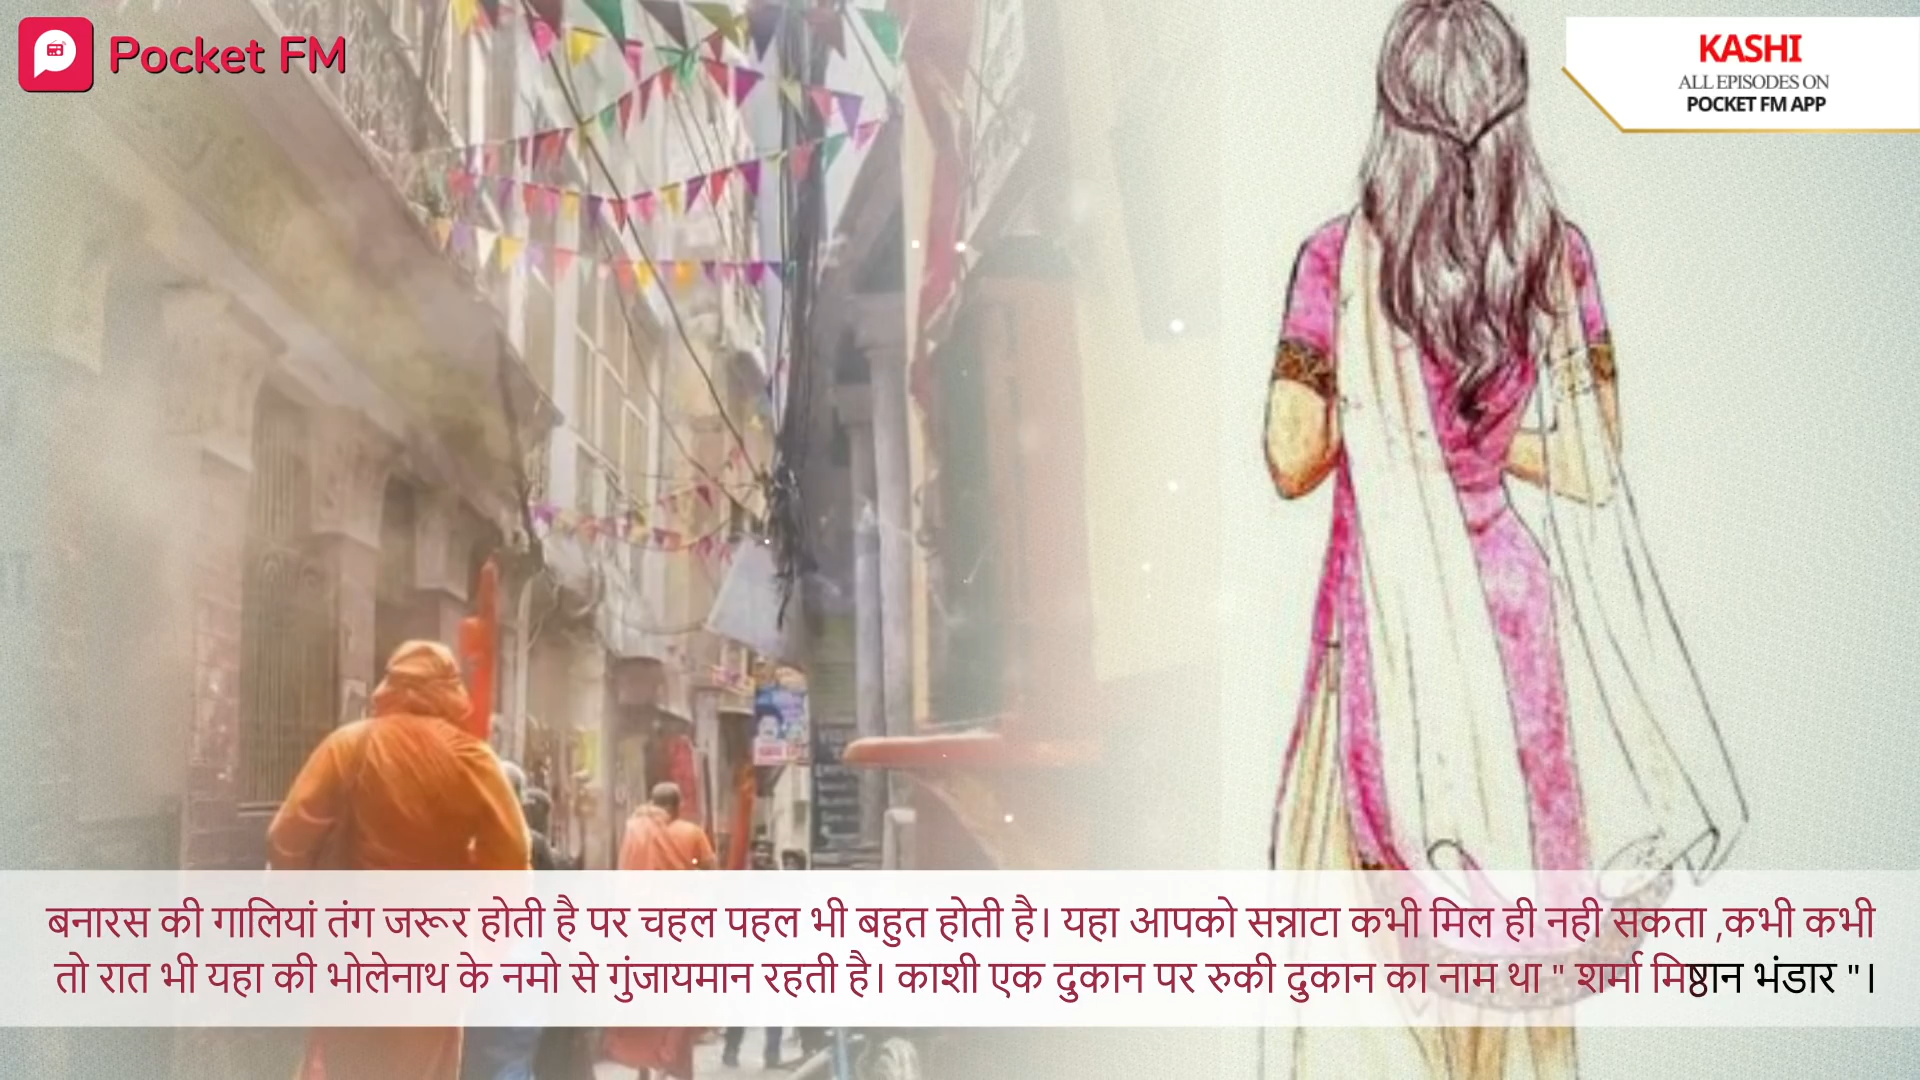 Pocket FM
KASHI
ALL EPISODES ON
POCKET FM APP
बनारस की गालियां तंग जरूर होती है पर चहल पहल भी बहुत होती है। यहा आपको सन्नाटा कभी मिल ही नही सकता ,कभी कभी
तो रात भी यहा की भोलेनाथ के नमो से गुंजायमान रहती है। काशी एक दुकान पर रुकी दुकान का नाम था " शर्मा मिष्ठान भंडार "।